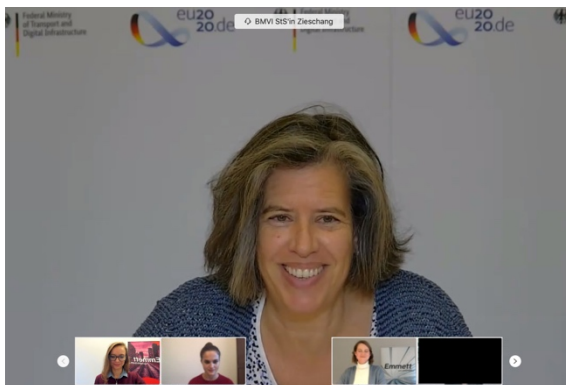 Federal Ministry
of Transport and
Digital Infrastructure
eu20
20.de
BMVI StS'in Zieschang
Federal Ministry
of Transport and
Digital Infrastructure
eu20
20.de
Emmett
Emmett